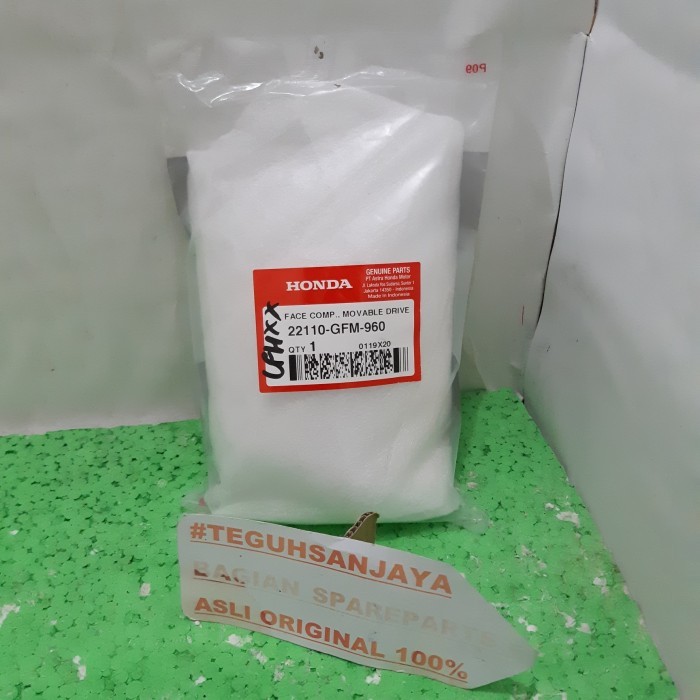 P09
HONDA
GENUINE PARTS
PT Astra Honda Motor
Jakarta 14350 - Indonesia
Made in Indonesia
FACE COMP., MOVABLE DRIVE
22110-GFM-960
QTY 1
0119X20
#TEGUHSANJAYA
BAGIAN SPAREPARTS
ASLI ORIGINAL 100%